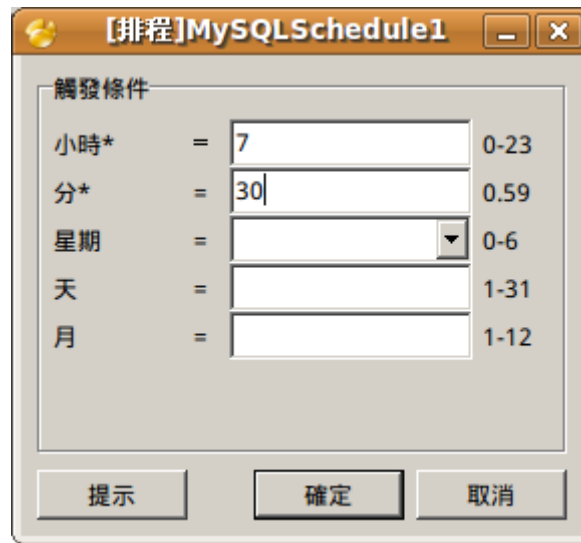 [排程]MySQLSchedule1
觸發條件
小時* = 7 0-23
分* = 30 0.59
星期 = 0-6
天 = 1-31
月 = 1-12
提示 確定 取消